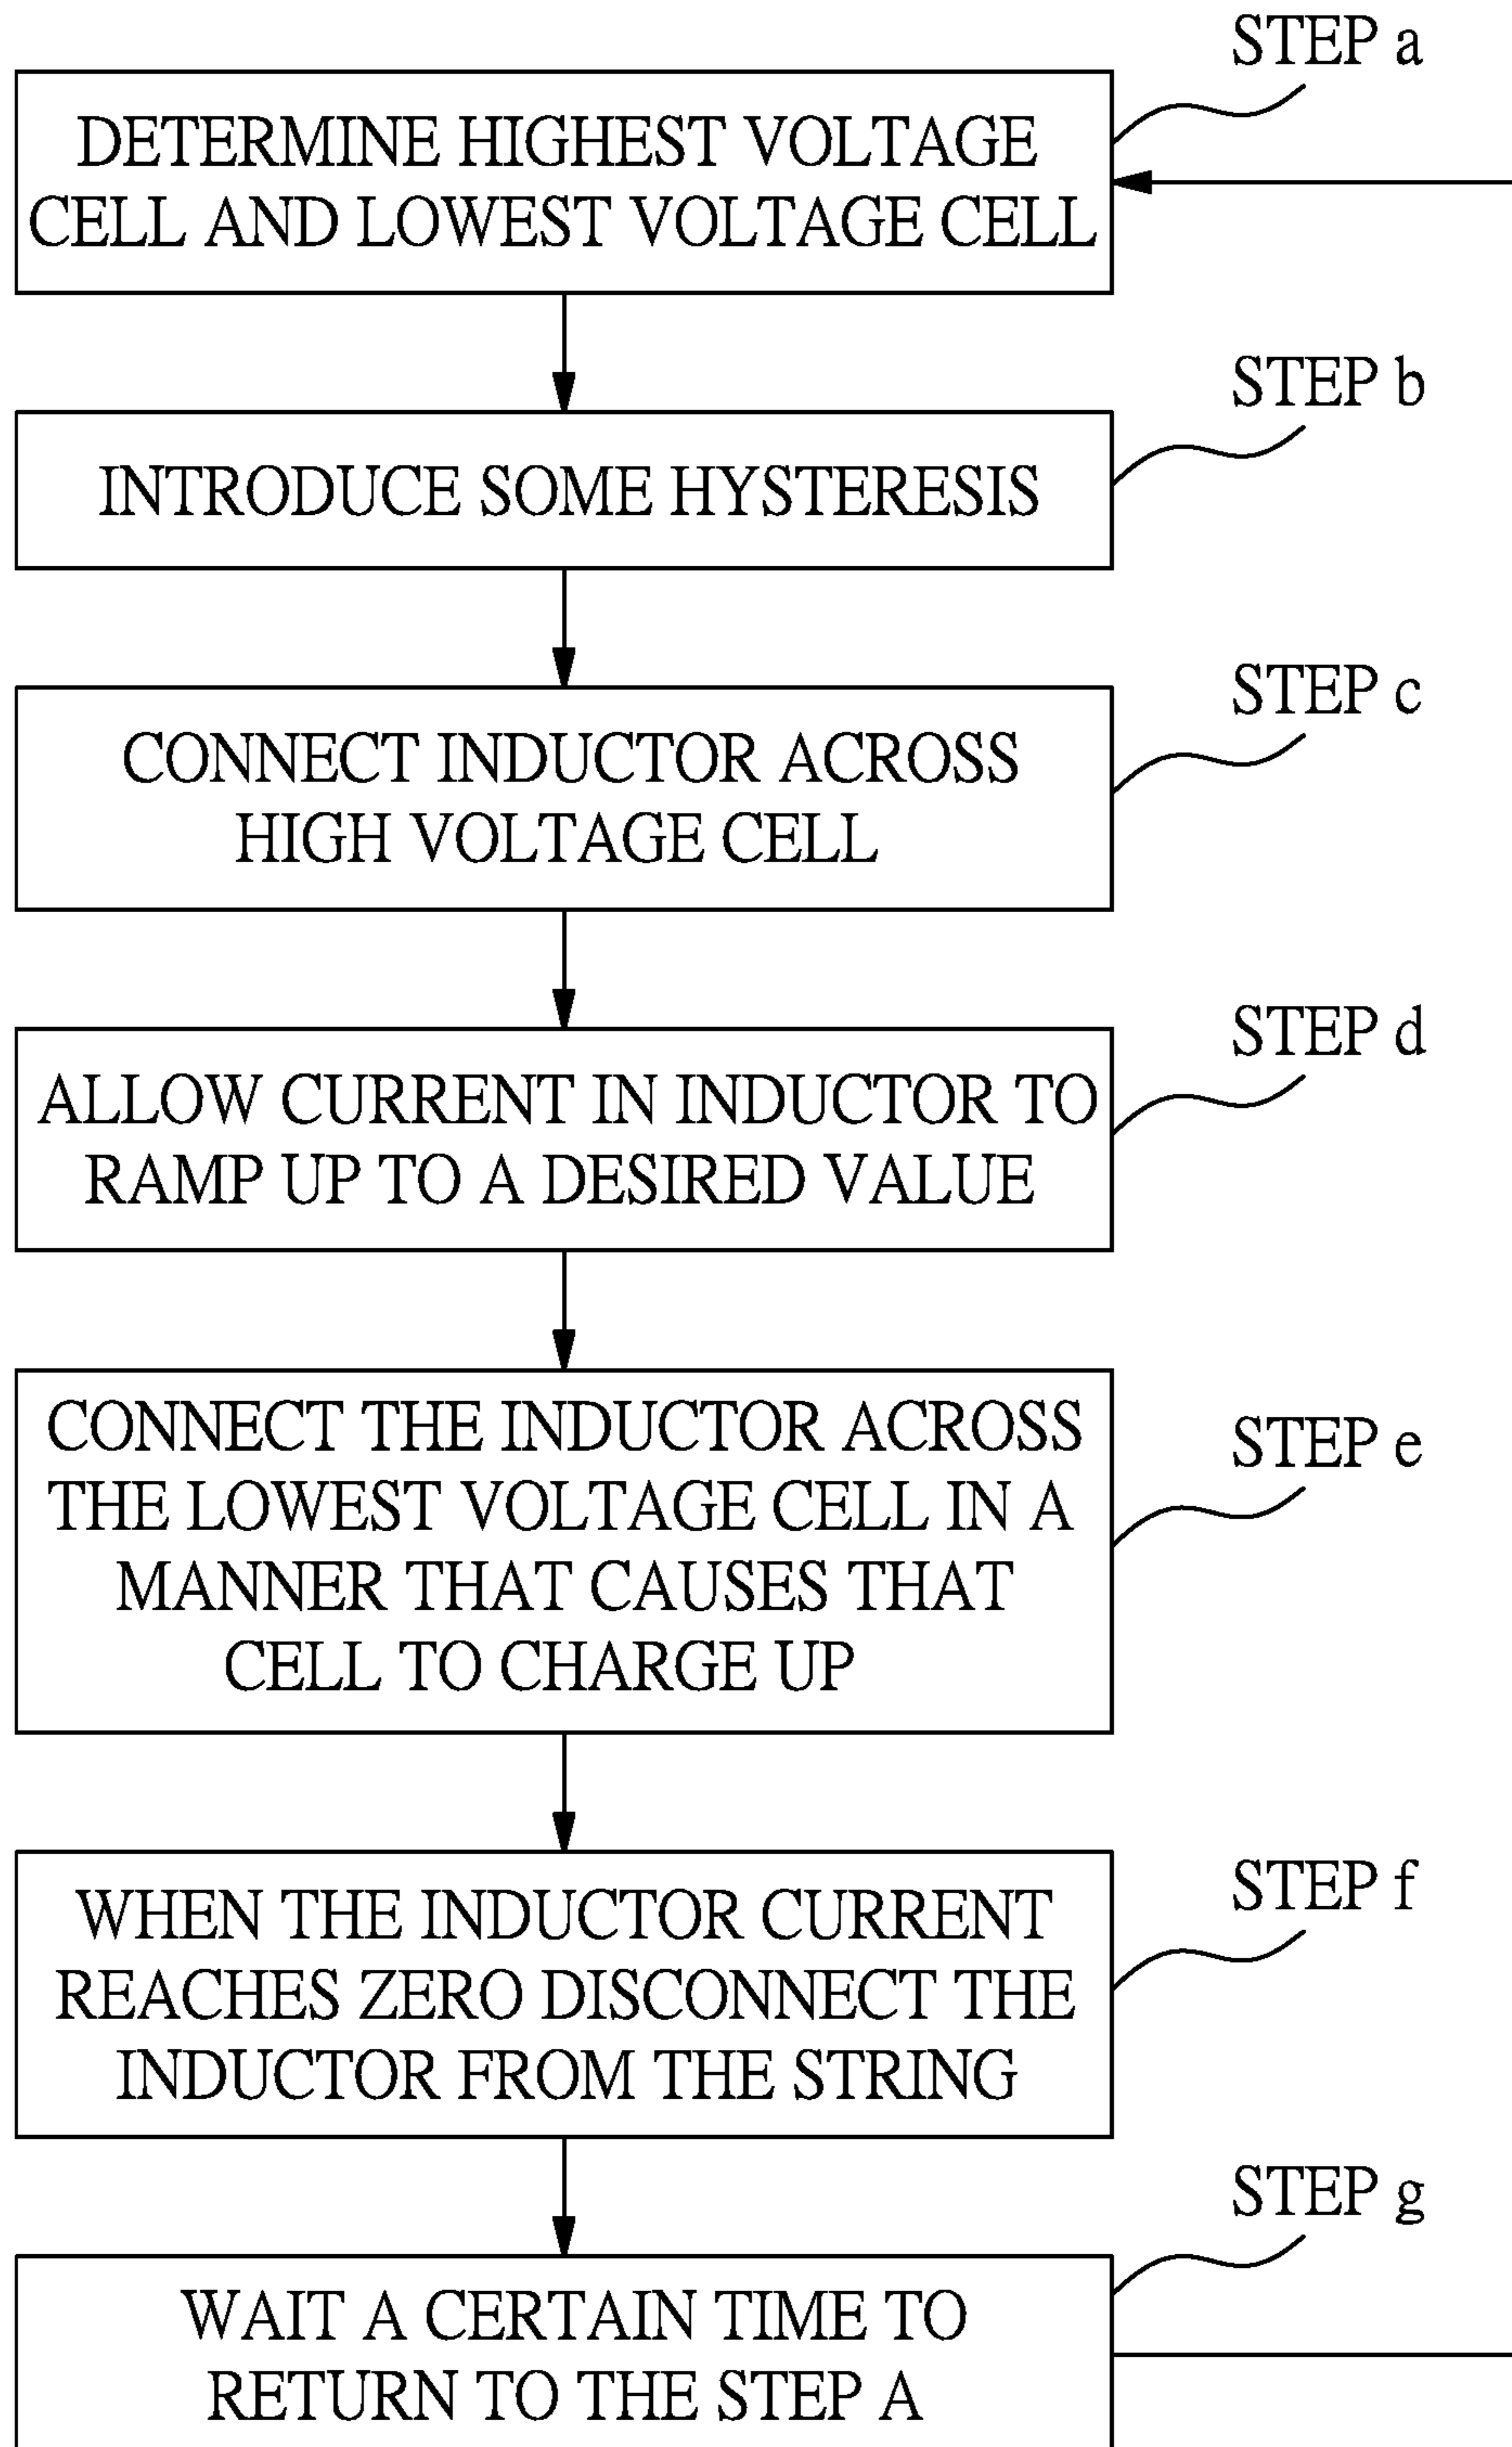 STEP a
DETERMINE HIGHEST VOLTAGE
CELL AND LOWEST VOLTAGE CELL
STEP b
INTRODUCE SOME HYSTERESIS
STEP c
CONNECT INDUCTOR ACROSS
HIGH VOLTAGE CELL
STEP d
ALLOW CURRENT IN INDUCTOR TO
RAMP UP TO A DESIRED VALUE
STEP e
CONNECT THE INDUCTOR ACROSS
THE LOWEST VOLTAGE CELL IN A
MANNER THAT CAUSES THAT
CELL TO CHARGE UP
STEP f
WHEN THE INDUCTOR CURRENT
REACHES ZERO DISCONNECT THE
INDUCTOR FROM THE STRING
STEP g
WAIT A CERTAIN TIME TO
RETURN TO THE STEP A